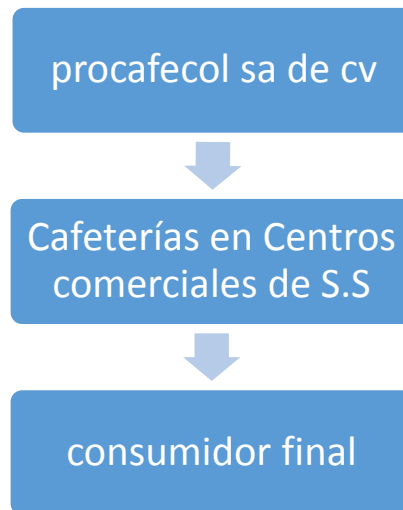 procafecol sa de cv
Cafeterías en Centros
comerciales de S.S
consumidor final